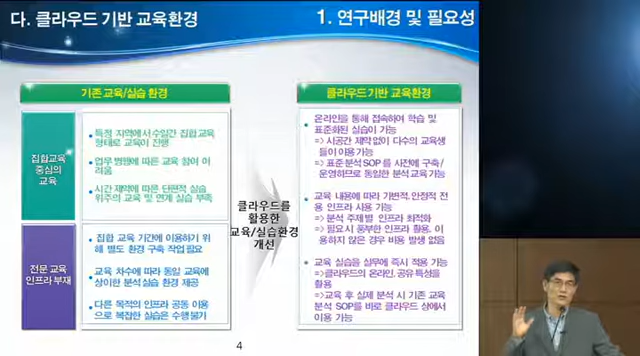 다. 클라우드 기반 교육환경
1. 연구배경 및 필요성
기존 교육/실습 환경
집합교육
중심의
교육
• 특정 지역에서 수일간 집합 교육
형태로 교육이 진행
• 업무 병행에 따른 교육 참여 어
려움
• 시간 제약에 따른 단편적 실습
위주의 교육 및 연계 실습 부족
전문 교육
인프라 부재
• 집합 교육 기간에 이용하기 위
해 별도 환경 구축 작업 필요
• 교육 차수에 따라 동일 교육에
상이한 분석 실습 환경 제공
• 다른 목적의 인프라 공동 이용
으로 복잡한 실습은 수행 불가
클라우드를
활용한
교육/실습환경
개선
클라우드 기반 교육환경
• 온라인을 통해 접속하여 학습 및
표준화된 실습이 가능
=> 시공간 제약 없이 다수의 교육생
들이 이용 가능
=> 표준 분석 SOP 를 사전에 구축/
운영하므로 동일한 분석 교육 가능
• 교육 내용에 따라 가변적, 안정적 전
용 인프라 사용 가능
=> 분석 주제별 인프라 최적화
=> 필요시 풍부한 인프라 활용, 이
용하지 않은 경우 비용 발생 없음
• 교육 실습을 실무에 즉시 적용 가
능
=>클라우드의 온라인, 공유 특성을
활용
=>교육 후 실제 분석 시 기존 교육
분석 SOP를 바로 클라우드 상에서
이용 가능
4